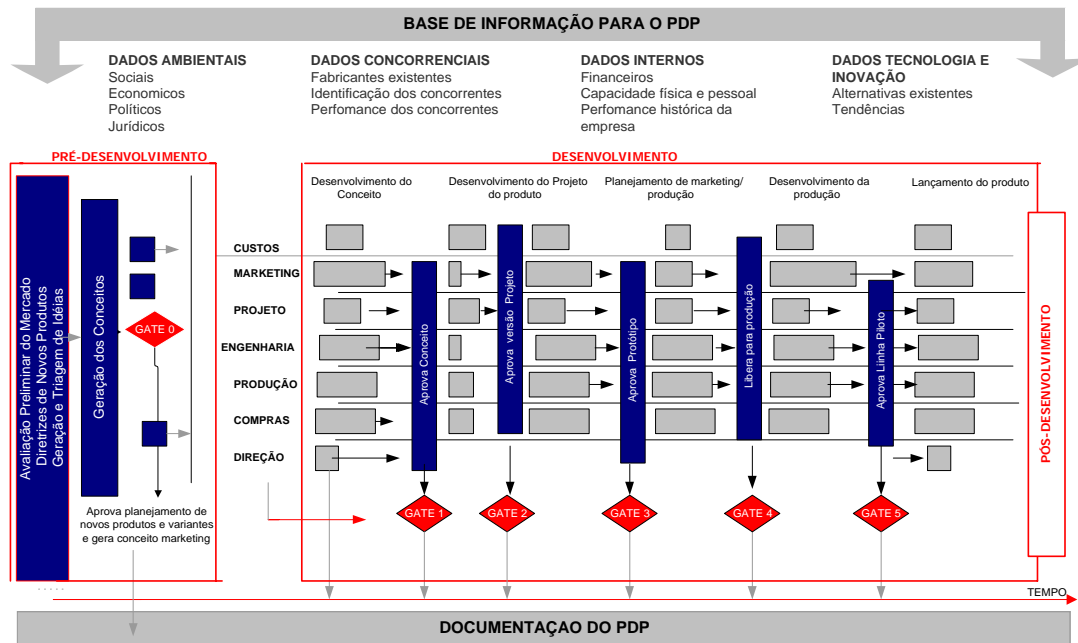 BASE DE INFORMAÇÃO PARA O PDP
DADOS AMBIENTAIS
Sociais
Economicos
Políticos
Jurídicos
DADOS CONCORRENCIAIS
Fabricantes existentes
Identificação dos concorrentes
Perfomance dos concorrentes
DADOS INTERNOS
Financeiros
Capacidade física e pessoal
Perfomance histórica da
empresa
DADOS TECNOLOGIA E
INOVAÇÃO
Alternativas existentes
Tendências
PRÉ-DESENVOLVIMENTO
Avaliação Preliminar do Mercado
Diretrizes de Novos Produtos
Geração e Triagem de Idéias
Geração dos Conceitos
GATE 0
Aprova planejamento de
novos produtos e variantes
e gera conceito marketing
DESENVOLVIMENTO
Desenvolvimento do
Conceito
Desenvolvimento do Projeto
do produto
Planejamento de marketing/
produção
Desenvolvimento da
produção
Lançamento do produto
CUSTOS
MARKETING
PROJETO
ENGENHARIA
PRODUÇÃO
COMPRAS
DIREÇÃO
Aprova Conceito
Aprova versão Projeto
Aprova Protótipo
Libera para produção
Aprova Llinha Piloto
GATE 1
GATE 2
GATE 3
GATE 4
GATE 5
PÓS-DESENVOLVIMENTO
TEMPO
DOCUMENTAÇAO DO PDP